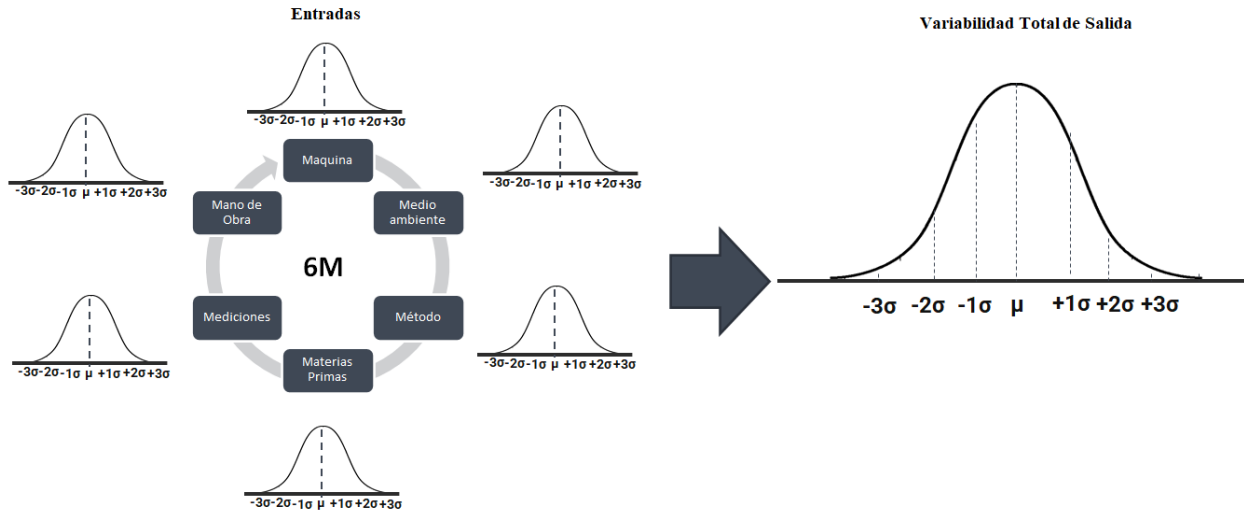 Entradas
Variabilidad Total de Salida
-3σ -2σ -1σ μ +1σ +2σ +3σ
-3σ -2σ -1σ μ +1σ +2σ +3σ
-3σ -2σ -1σ μ +1σ +2σ +3σ
Maquina
Mano de
Obra
Medio
ambiente
6M
Mediciones
Método
Materias
Primas
-3σ -2σ -1σ μ +1σ +2σ +3σ
-3σ -2σ -1σ μ +1σ +2σ +3σ
-3σ -2σ -1σ μ +1σ +2σ +3σ
-3σ -2σ -1σ μ +1σ +2σ +3σ